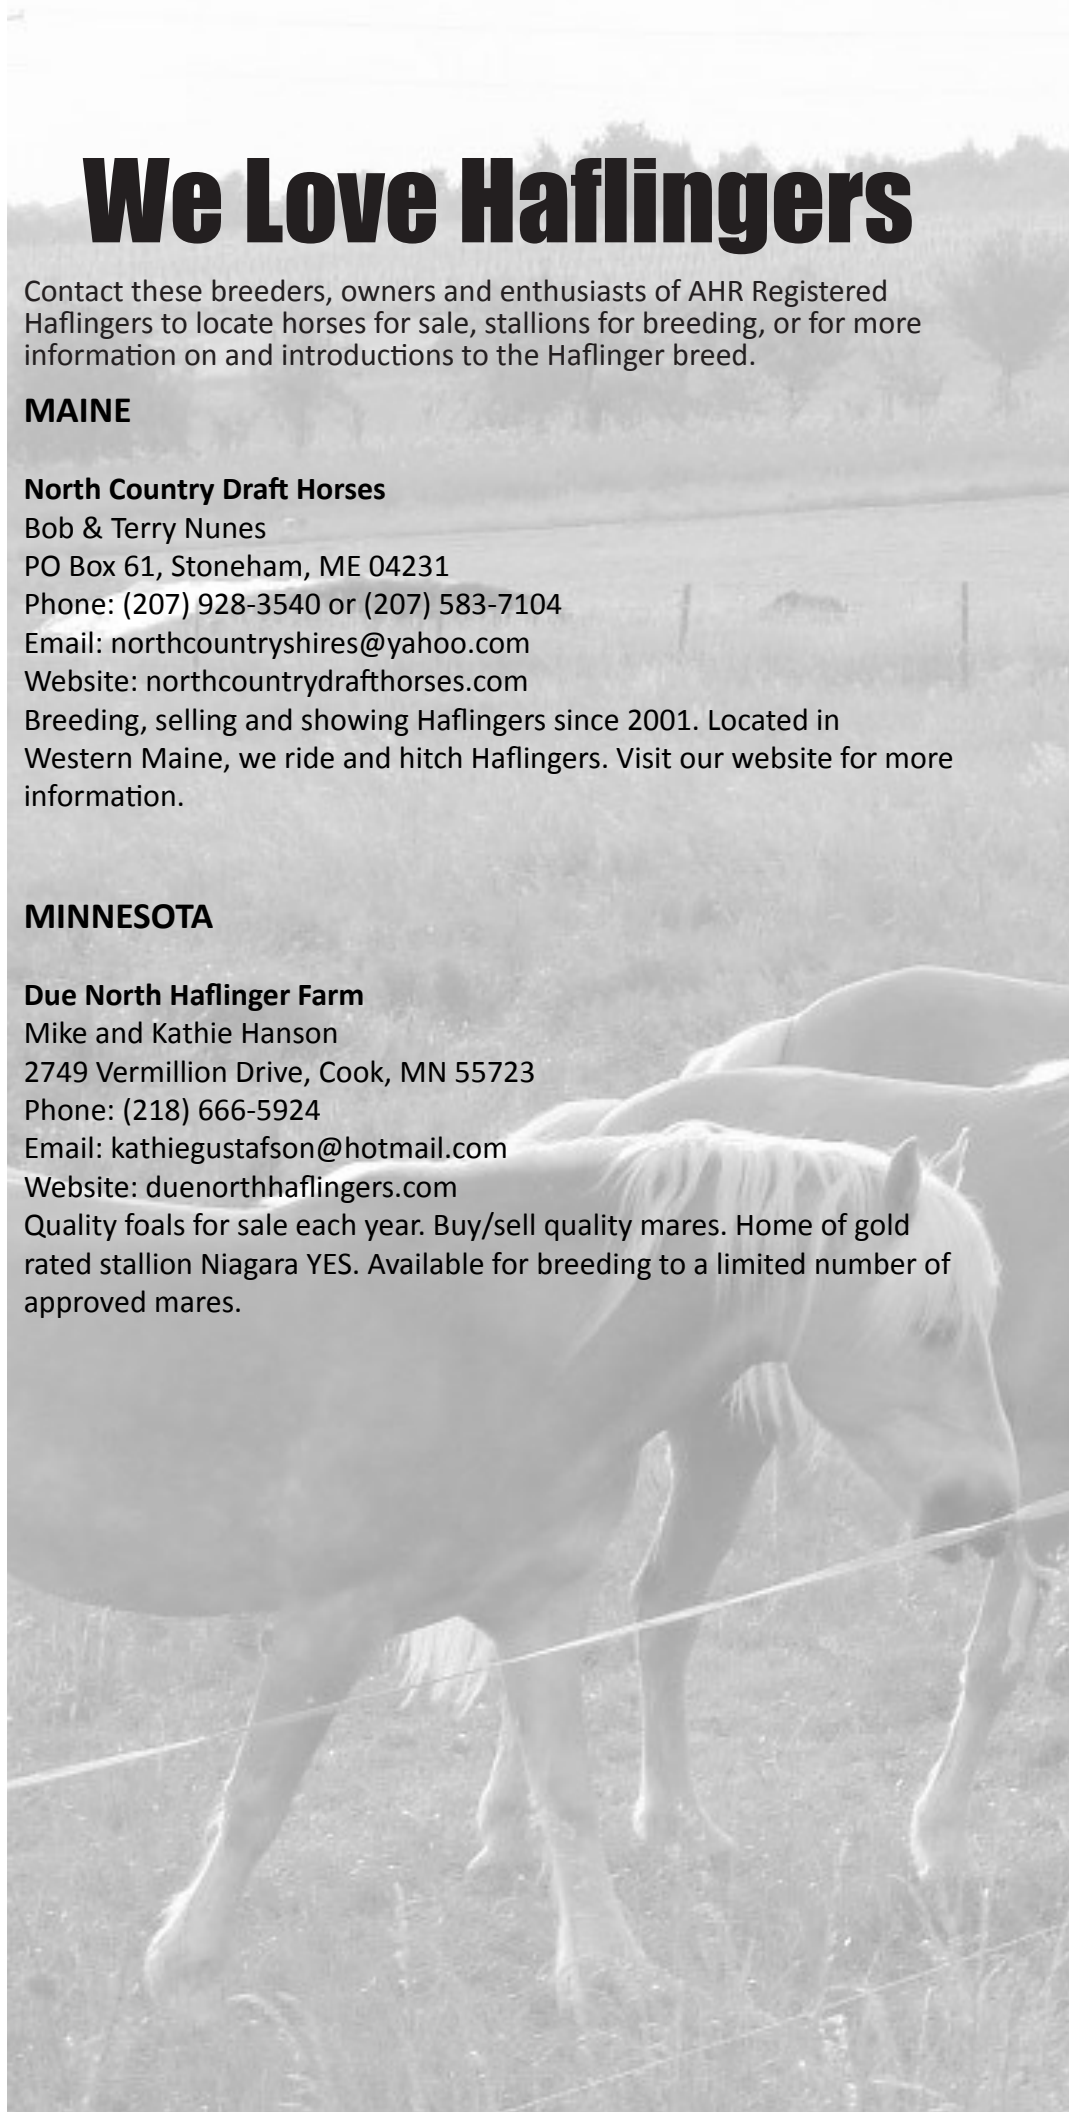 We Love Haflingers
Contact these breeders, owners and enthusiasts of AHR Registered
Haflingers to locate horses for sale, stallions for breeding, or for more
information on and introductions to the Haflinger breed.
MAINE
North Country Draft Horses
Bob & Terry Nunes
PO Box 61, Stoneham, ME 04231
Phone: (207) 928-3540 or (207) 583-7104
Email: northcountryshires@yahoo.com
Website: northcountrydrafthorses.com
Breeding, selling and showing Haflingers since 2001. Located in
Western Maine, we ride and hitch Haflingers. Visit our website for more
information.
MINNESOTA
Due North Haflinger Farm
Mike and Kathie Hanson
2749 Vermillion Drive, Cook, MN 55723
Phone: (218) 666-5924
Email: kathiegustafson@hotmail.com
Website: duenorthhaflingers.com
Quality foals for sale each year. Buy/sell quality mares. Home of gold
rated stallion Niagara YES. Available for breeding to a limited number of
approved mares.